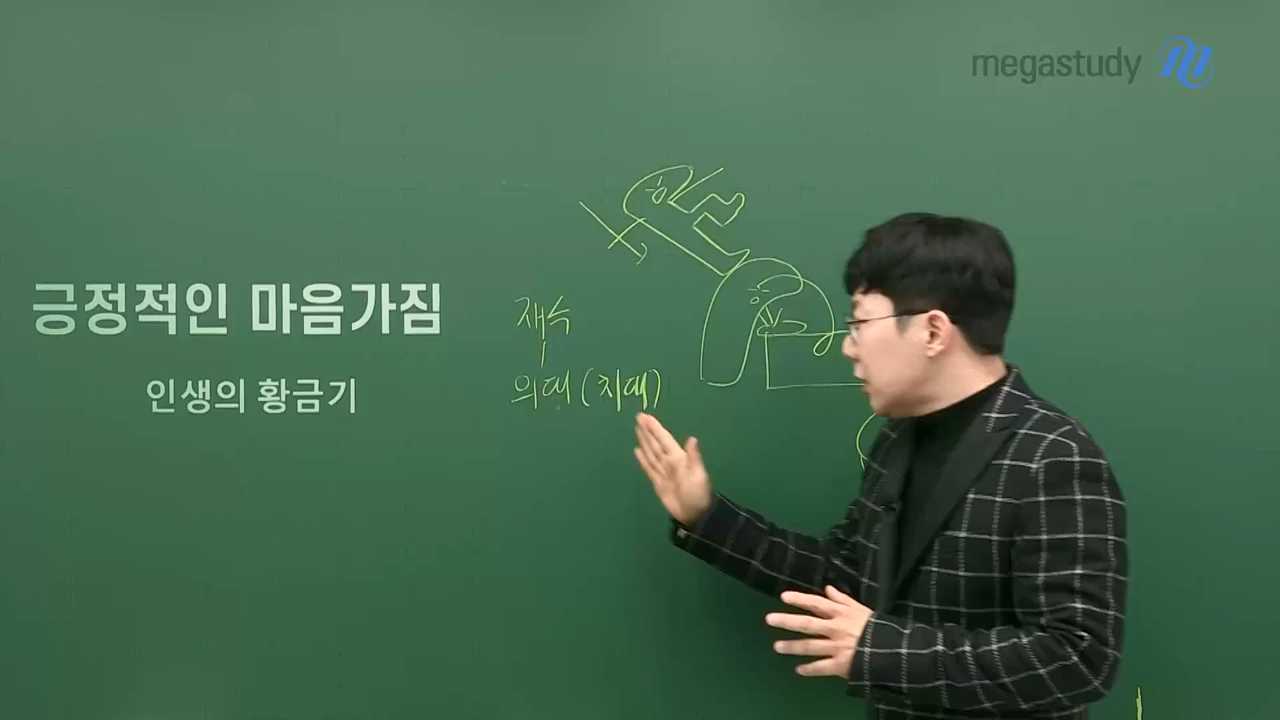 megastudy
긍정적인 마음가짐
인생의 황금기
재수
의대 (치대)